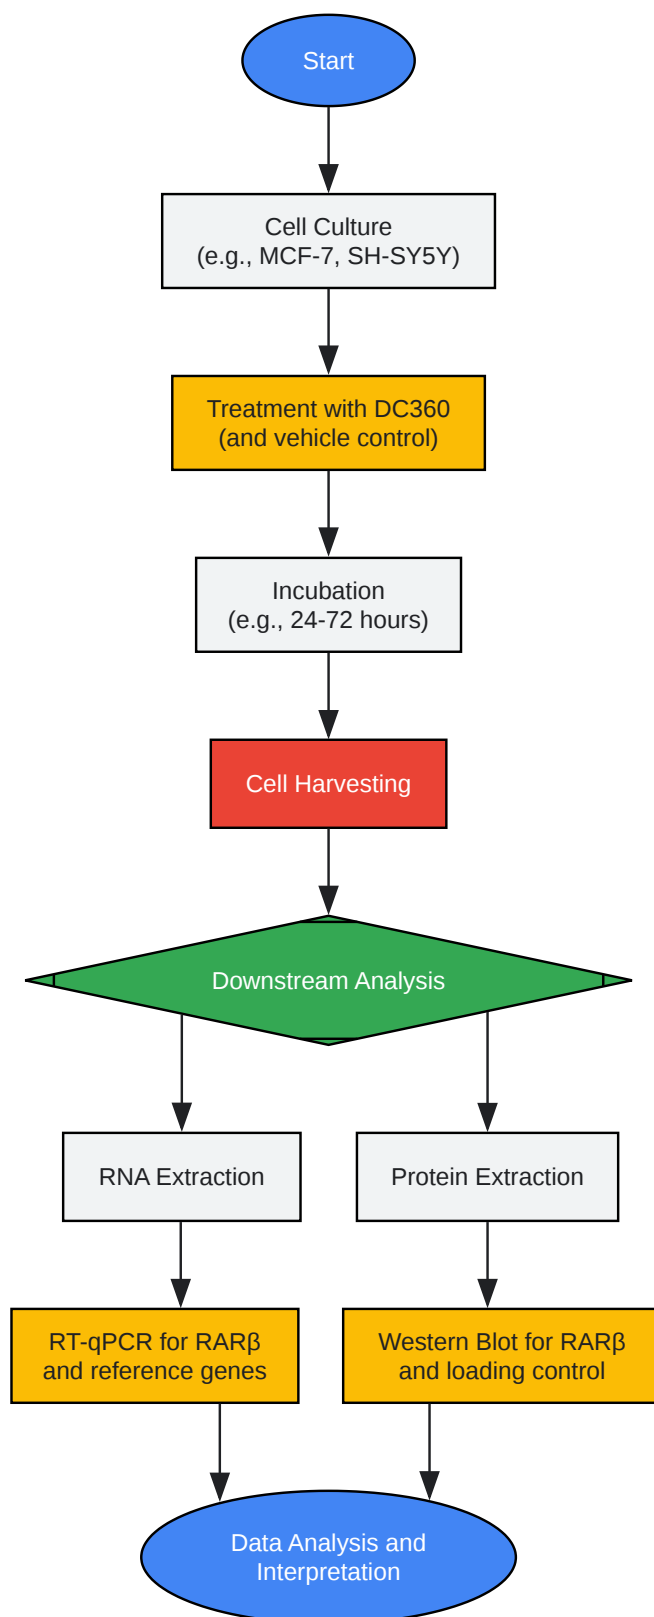 Start
Cell Culture
(e.g., MCF-7, SH-SY5Y)
Treatment with DC360
(and vehicle control)
Incubation
(e.g., 24-72 hours)
Cell Harvesting
Downstream Analysis
RNA Extraction
Protein Extraction
RT-qPCR for RARβ
and reference genes
Western Blot for RARβ
and loading control
Data Analysis and
Interpretation